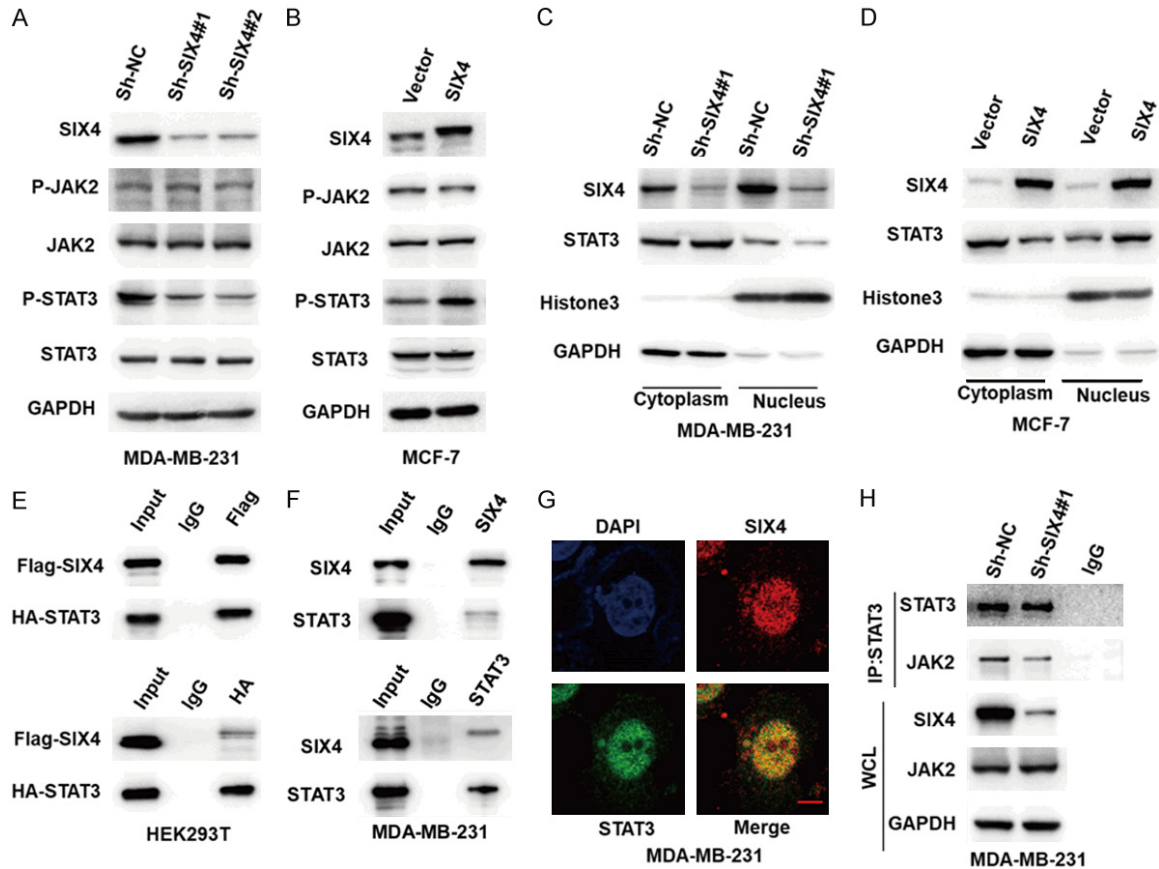 A
Sh-NC Sh-SIX4#1 Sh-SIX4#2
SIX4
P-JAK2
JAK2
P-STAT3
STAT3
GAPDH
MDA-MB-231
B
Vector SIX4
SIX4
P-JAK2
JAK2
P-STAT3
STAT3
GAPDH
MCF-7
C
Sh-NC Sh-SIX4#1 Sh-NC Sh-SIX4#1
SIX4
STAT3
Histone3
GAPDH
Cytoplasm Nucleus
MDA-MB-231
D
Vector SIX4 Vector SIX4
SIX4
STAT3
Histone3
GAPDH
Cytoplasm Nucleus
MCF-7
E
Input IgG Flag
Flag-SIX4
HA-STAT3
Input IgG HA
Flag-SIX4
HA-STAT3
HEK293T
F
Input IgG SIX4
SIX4
STAT3
Input IgG STAT3
SIX4
STAT3
MDA-MB-231
G
DAPI SIX4
STAT3 Merge
MDA-MB-231
H
Sh-NC Sh-SIX4#1 IgG
IP:STAT3
STAT3
JAK2
WCL
SIX4
JAK2
GAPDH
MDA-MB-231